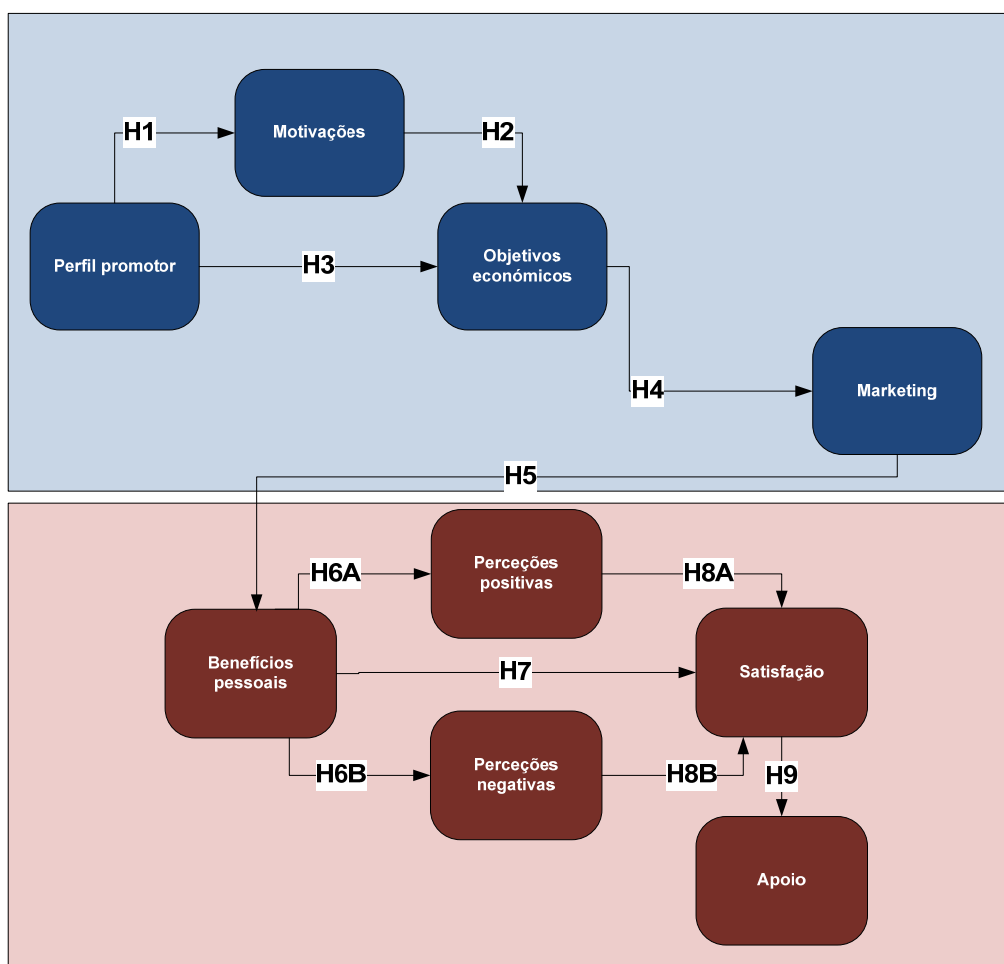 Motivações
H1
H2
Perfil promotor
H3
Objetivos
económicos
H4
Marketing
H5
H6A
Perceções
positivas
H8A
Benefícios
pessoais
H7
Satisfação
H6B
Perceções
negativas
H8B
H9
Apoio